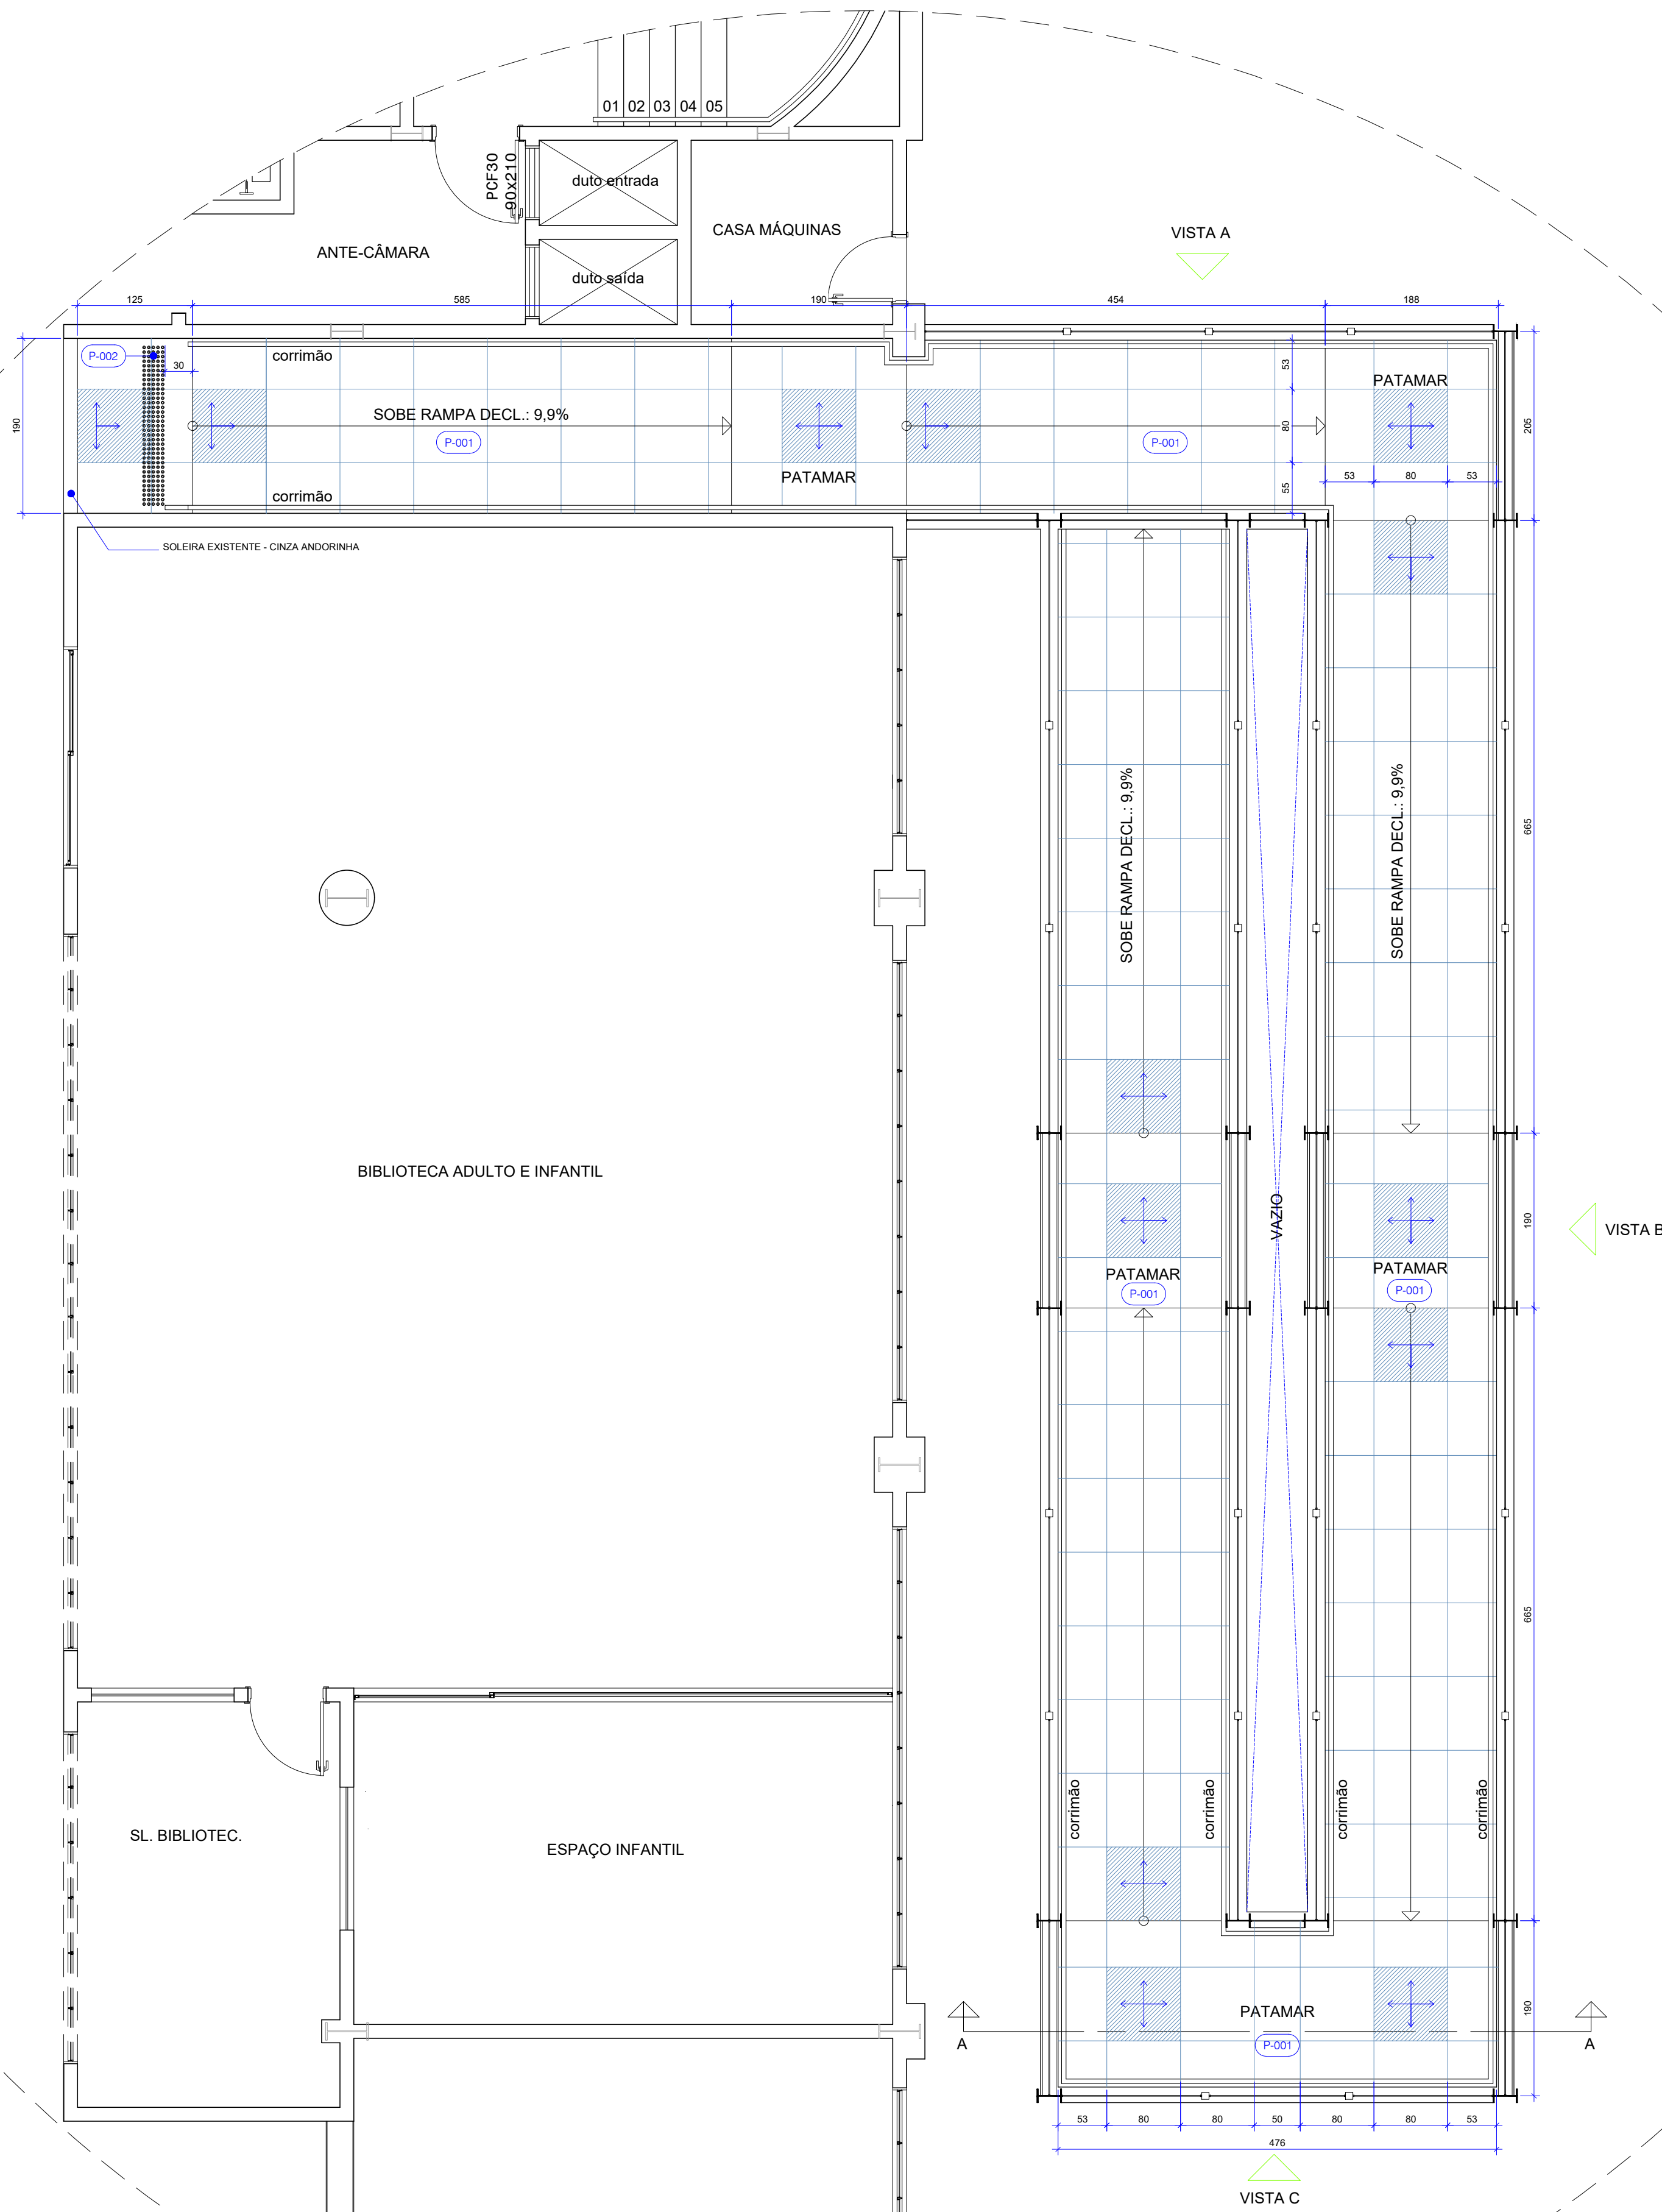 01 02 03 04 05
PCF30
90x210
duto entrada
CASA MÁQUINAS
VISTA A
ANTE-CÂMARA
duto saída
125
585
190
454
188
P-002
30
corrimão
53
PATAMAR
SOBE RAMPA DECL.: 9,9%
P-001
P-001
190
80
205
PATAMAR
53
80
53
corrimão
55
SOLEIRA EXISTENTE - CINZA ANDORINHA
SOBE RAMPA DECL.: 9,9%
SOBE RAMPA DECL.: 9,9%
665
BIBLIOTECA ADULTO E INFANTIL
VAZIO
190
VISTA B
PATAMAR
P-001
PATAMAR
P-001
665
corrimão
corrimão
corrimão
corrimão
SL. BIBLIOTEC.
ESPAÇO INFANTIL
PATAMAR
190
A
P-001
A
53
80
80
50
80
80
53
476
VISTA C